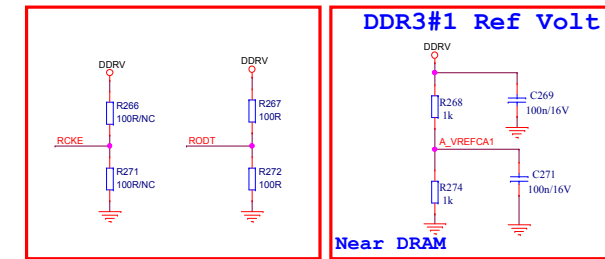 DDRV
R266
100R/NC
RCKE
R271
100R/NC
DDRV
R267
100R
RODT
R272
100R
DDR3#1 Ref Volt
DDRV
C269
100n/16V
R268
1k
A_VREFCA1
C271
100n/16V
R274
1k
Near DRAM